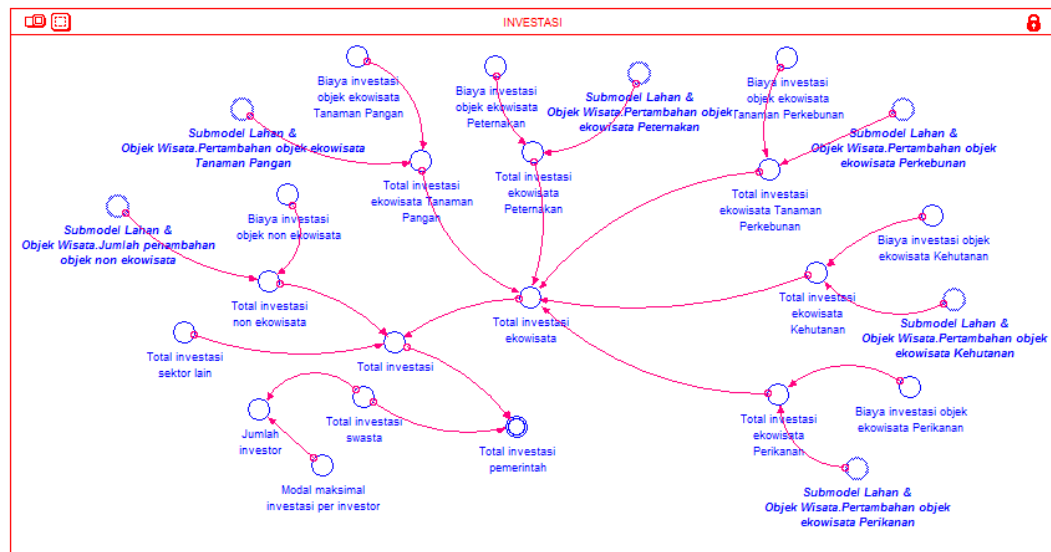 INVESTASI
Biaya investasi
objek ekowisata
Tanaman Pangan
Biaya investasi
objek ekowisata
Peternakan
Submodel Lahan &
Objek Wisata.Pertambahan objek
ekowisata Peternakan
Biaya investasi
objek ekowisata
Tanaman Perkebunan
Submodel Lahan &
Objek Wisata.Pertambahan objek ekowisata
Tanaman Pangan
Submodel Lahan &
Objek Wisata.Pertambahan objek
ekowisata Perkebunan
Total investasi
ekowisata Tanaman
Pangan
Total investasi
ekowisata
Peternakan
Total investasi
ekowisata Tanaman
Perkebunan
Submodel Lahan &
Objek Wisata.Jumlah penambahan
objek non ekowisata
Biaya investasi
objek non ekowisata
Biaya investasi objek
ekowisata Kehutanan
Total investasi
non ekowisata
Total investasi
ekowisata
Total investasi
ekowisata
Kehutanan
Submodel Lahan &
Objek Wisata.Pertambahan objek
ekowisata Kehutanan
Total investasi
sektor lain
Total investasi
Total investasi
swasta
Jumlah
investor
Total investasi
pemerintah
Total investasi
ekowisata
Perikanan
Biaya investasi objek
ekowisata Perikanan
Modal maksimal
investasi per investor
Submodel Lahan &
Objek Wisata.Pertambahan objek
ekowisata Perikanan